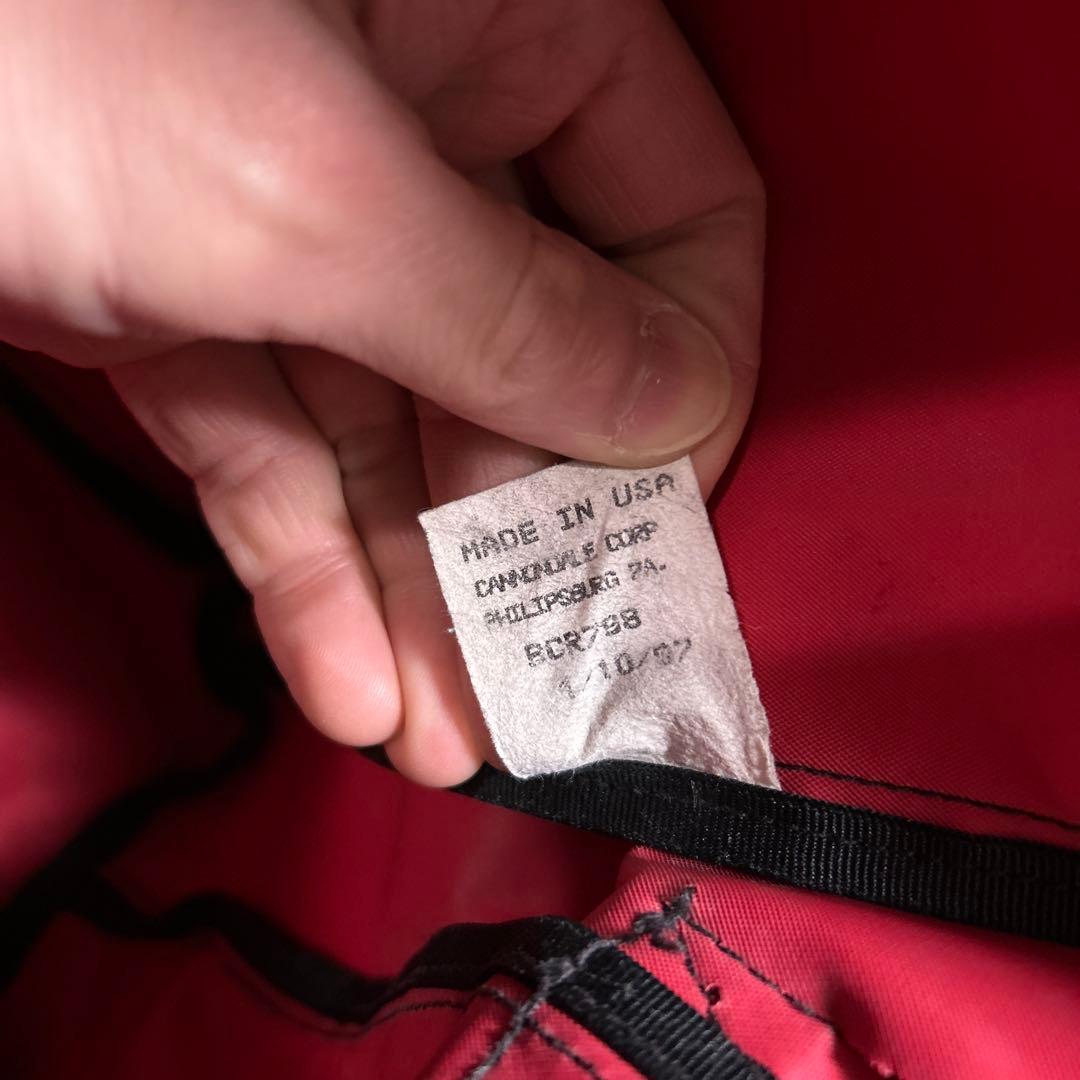 MADE IN USA
CANNONDALE CORP
PHILIPSBURG PA.
BCR798
1/10/97